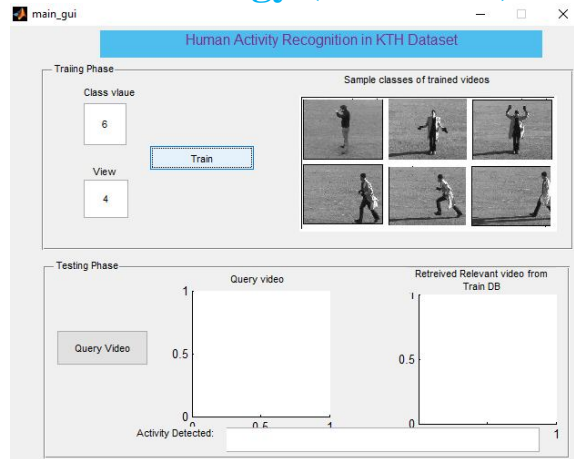 main_gui
Human Activity Recognition in KTH Dataset
Traiing Phase
Class vlaue
6
Train
View
4
Sample classes of trained videos
Testing Phase
Query Video
Query video
1
0.5
0
0.5
1
Retreived Relevant video from
Train DB
1
0.5
0
1
Activity Detected: